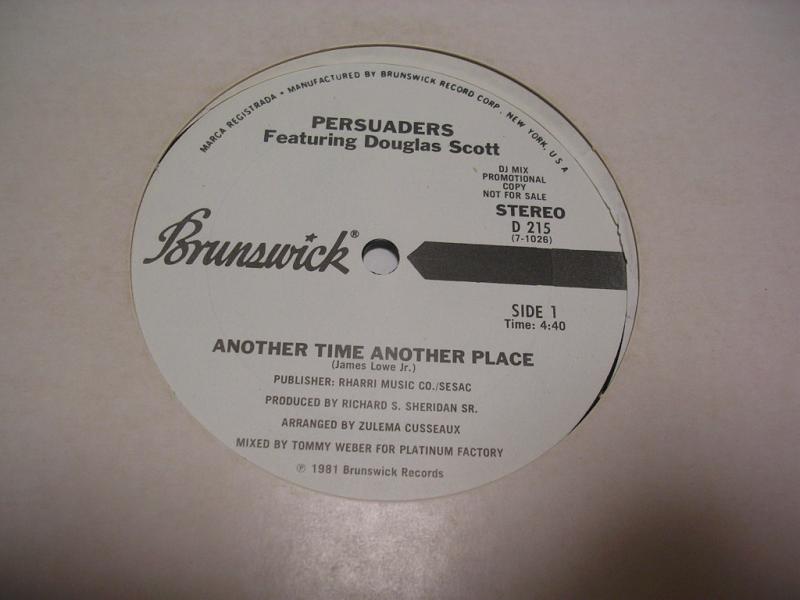 MARCA REGISTRADA • MANUFACTURED BY BRUNSWICK RECORD CORP. NEW YORK, U S A
PERSUADERS
Featuring Douglas Scott
DJ MIX
PROMOTIONAL
COPY
NOT FOR SALE
STEREO
D 215
(7-1026)
Brunswick®
SIDE 1
Time: 4:40
ANOTHER TIME ANOTHER PLACE
(James Lowe Jr.)
PUBLISHER: RHARRI MUSIC CO./SESAC
PRODUCED BY RICHARD S. SHERIDAN SR.
ARRANGED BY ZULEMA CUSSEAUX
MIXED BY TOMMY WEBER FOR PLATINUM FACTORY
℗ 1981 Brunswick Records